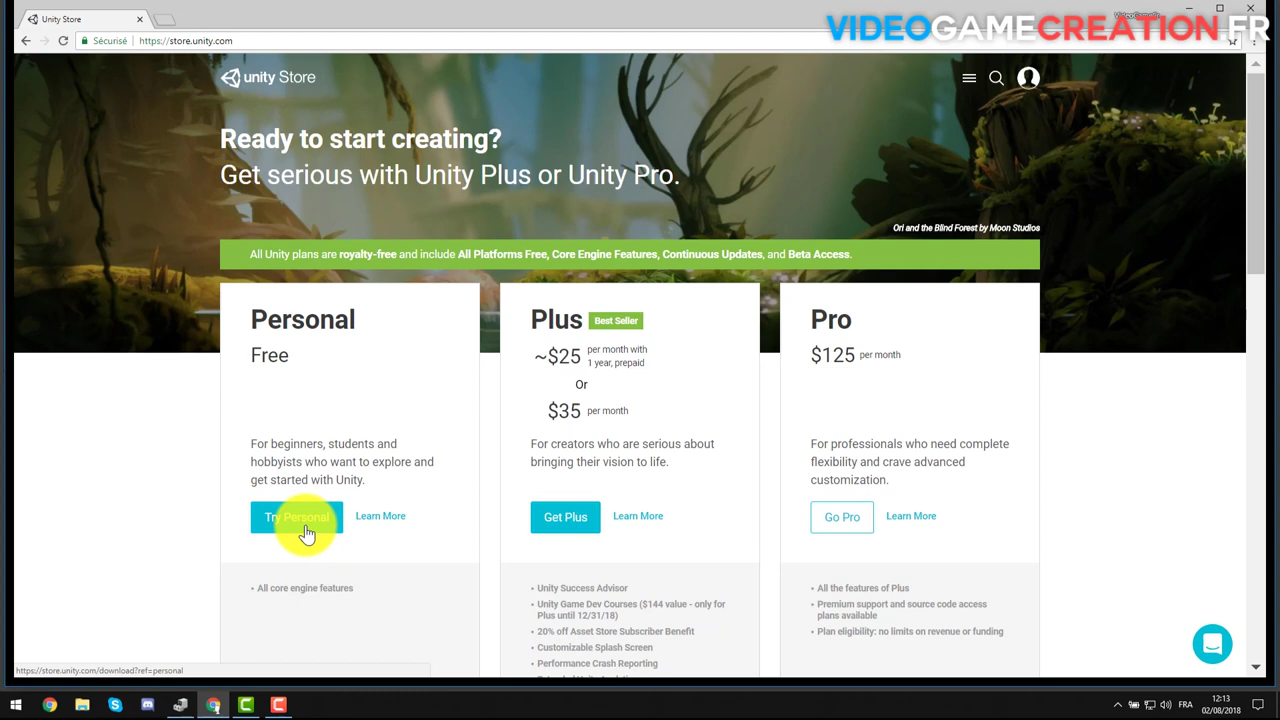 Unity Store
VIDEOGAMECREATION.FR
Sécurisé
https://store.unity.com
unity Store
Ready to start creating?
Get serious with Unity Plus or Unity Pro.
Ori and the Blind Forest by Moon Studios
All Unity plans are royalty-free and include All Platforms Free, Core Engine Features, Continuous Updates, and Beta Access.
Personal
Free
For beginners, students and
hobbyists who want to explore and
get started with Unity.
Try Personal
Learn More
• All core engine features
Plus
Best Seller
~$25
per month with
1 year, prepaid
Or
$35
per month
For creators who are serious about
bringing their vision to life.
Get Plus
Learn More
• Unity Success Advisor
• Unity Game Dev Courses ($144 value - only for
Plus until 12/31/18)
• 20% off Asset Store Subscriber Benefit
• Customizable Splash Screen
• Performance Crash Reporting
Pro
$125
per month
For professionals who need complete
flexibility and crave advanced
customization.
Go Pro
Learn More
• All the features of Plus
• Premium support and source code access
plans available
• Plan eligibility: no limits on revenue or funding
https://store.unity.com/download?ref=personal
FRA
12:13
02/08/2018